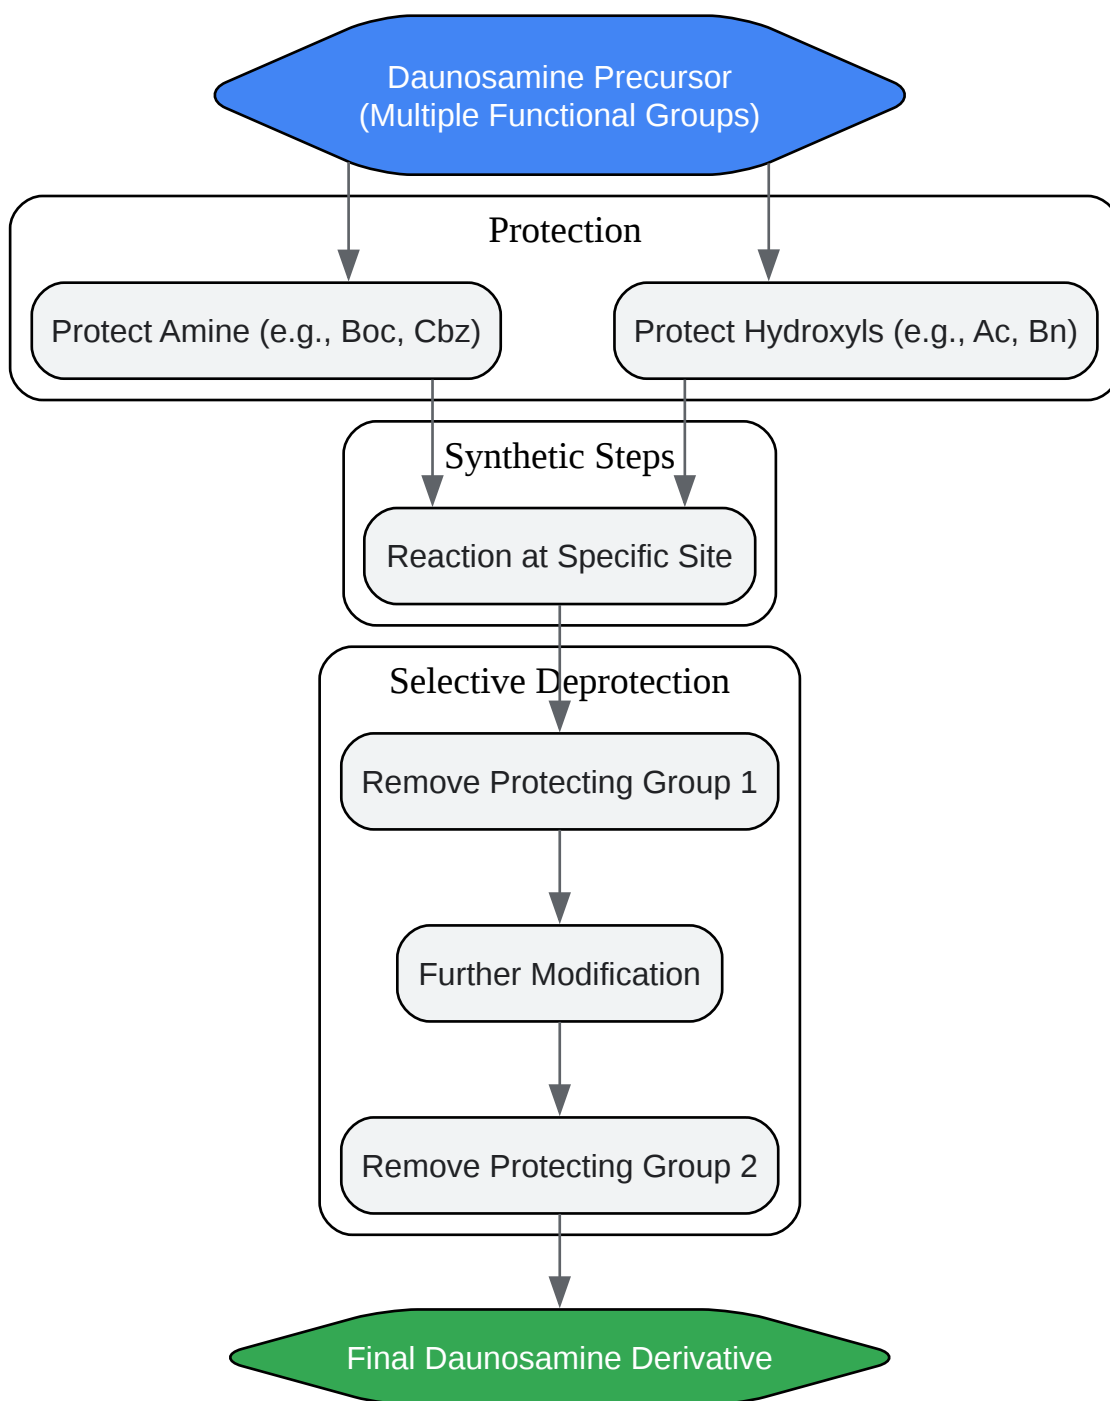 Daunosamine Precursor
(Multiple Functional Groups)
Protection
Protect Amine (e.g., Boc, Cbz)
Protect Hydroxyls (e.g., Ac, Bn)
Synthetic Steps
Reaction at Specific Site
Selective Deprotection
Remove Protecting Group 1
Further Modification
Remove Protecting Group 2
Final Daunosamine Derivative